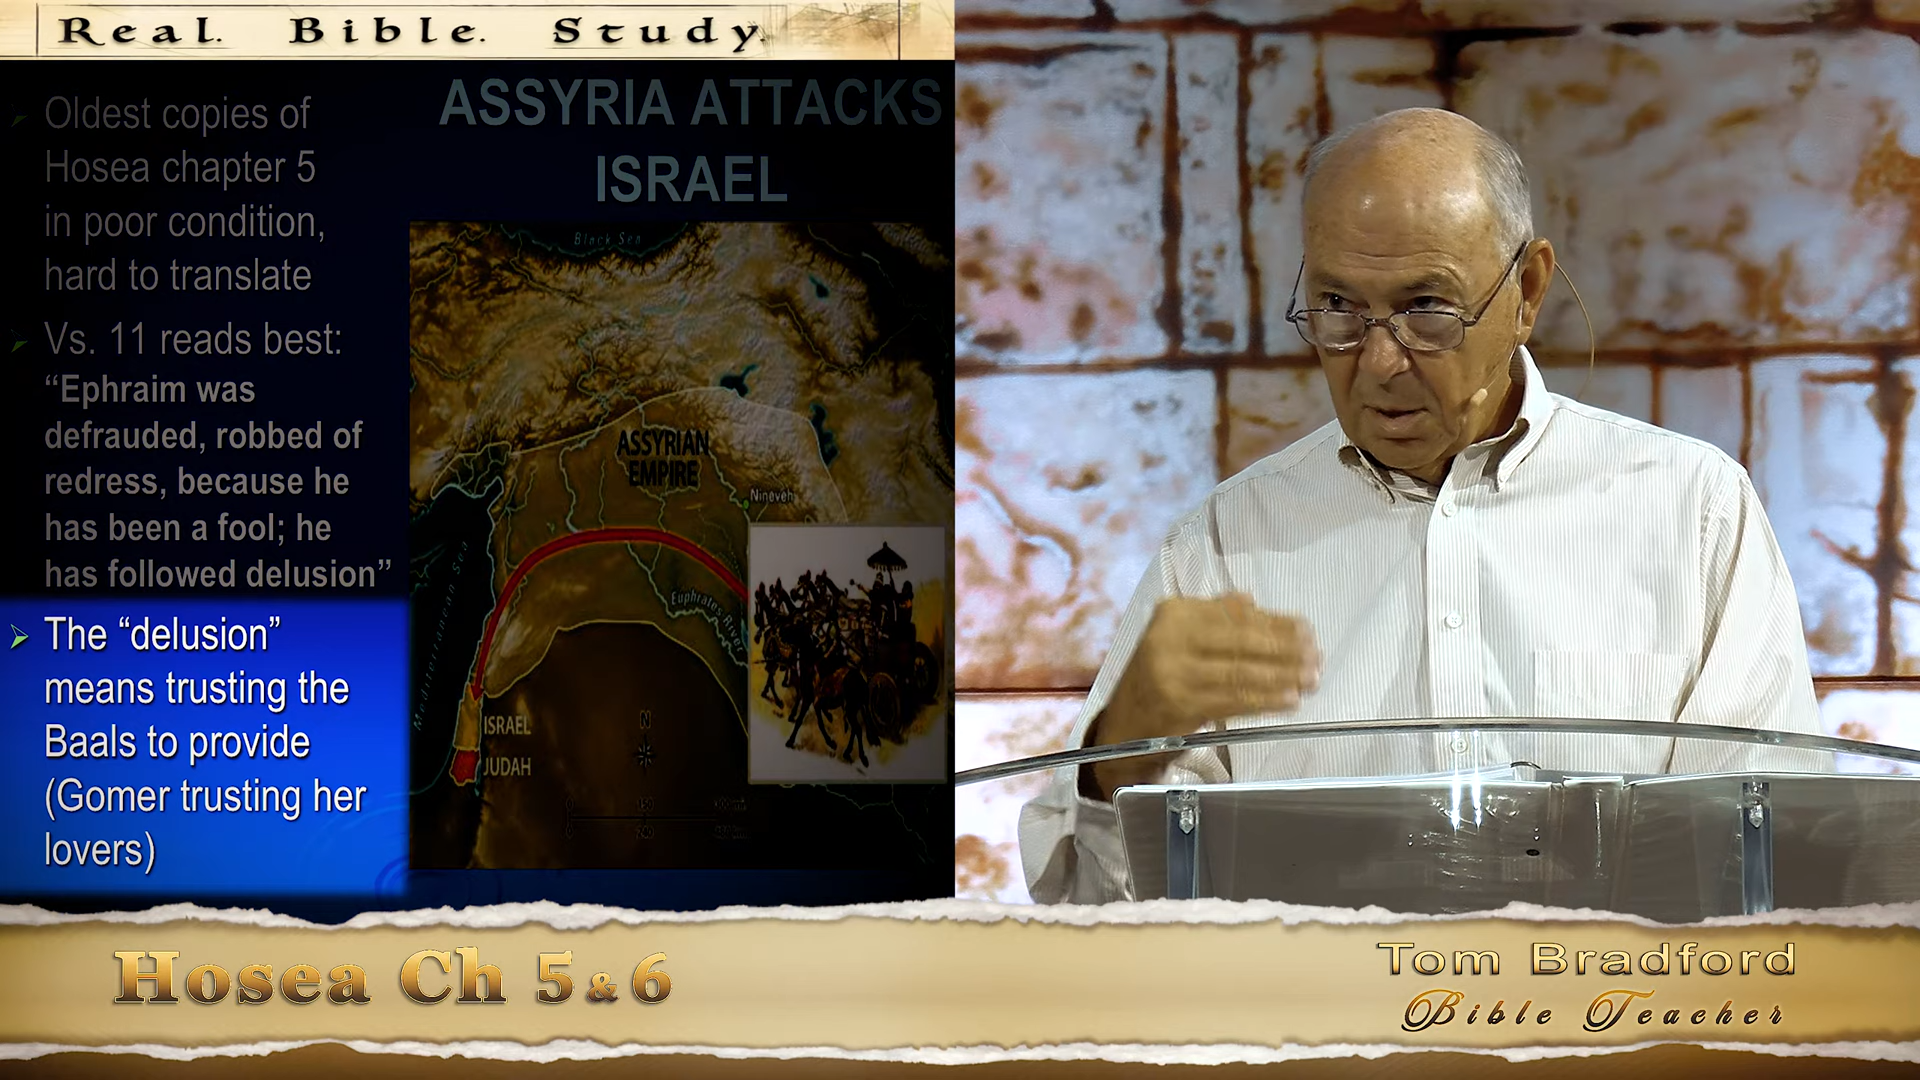 Real. Bible. Study.
ASSYRIA ATTACKS
ISRAEL
➢ Oldest copies of
Hosea chapter 5
in poor condition,
hard to translate
➢ Vs. 11 reads best:
“Ephraim was
defrauded, robbed of
redress, because he
has been a fool; he
has followed delusion”
➢ The “delusion”
means trusting the
Baals to provide
(Gomer trusting her
lovers)
Black Sea
ASSYRIAN
EMPIRE
Nineveh
Mediterranean Sea
Euphrates River
ISRAEL
JUDAH
N
Hosea Ch 5 & 6
Tom Bradford
Bible Teacher